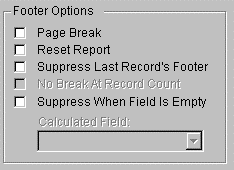 Footer Options
Page Break
Reset Report
Suppress Last Record's Footer
No Break At Record Count
Suppress When Field Is Empty
Calculated Field: